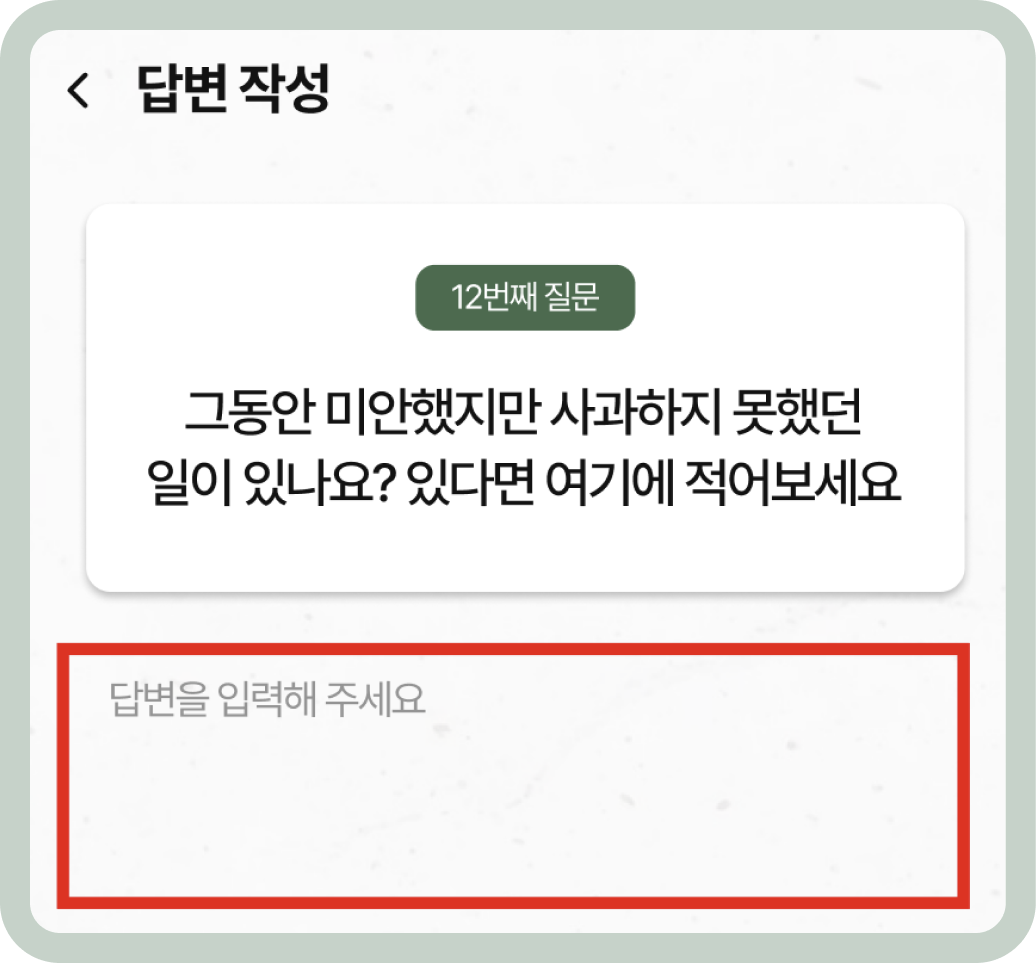 답변 작성
12번째 질문
그동안 미안했지만 사과하지 못했던
일이 있나요? 있다면 여기에 적어보세요
답변을 입력해 주세요